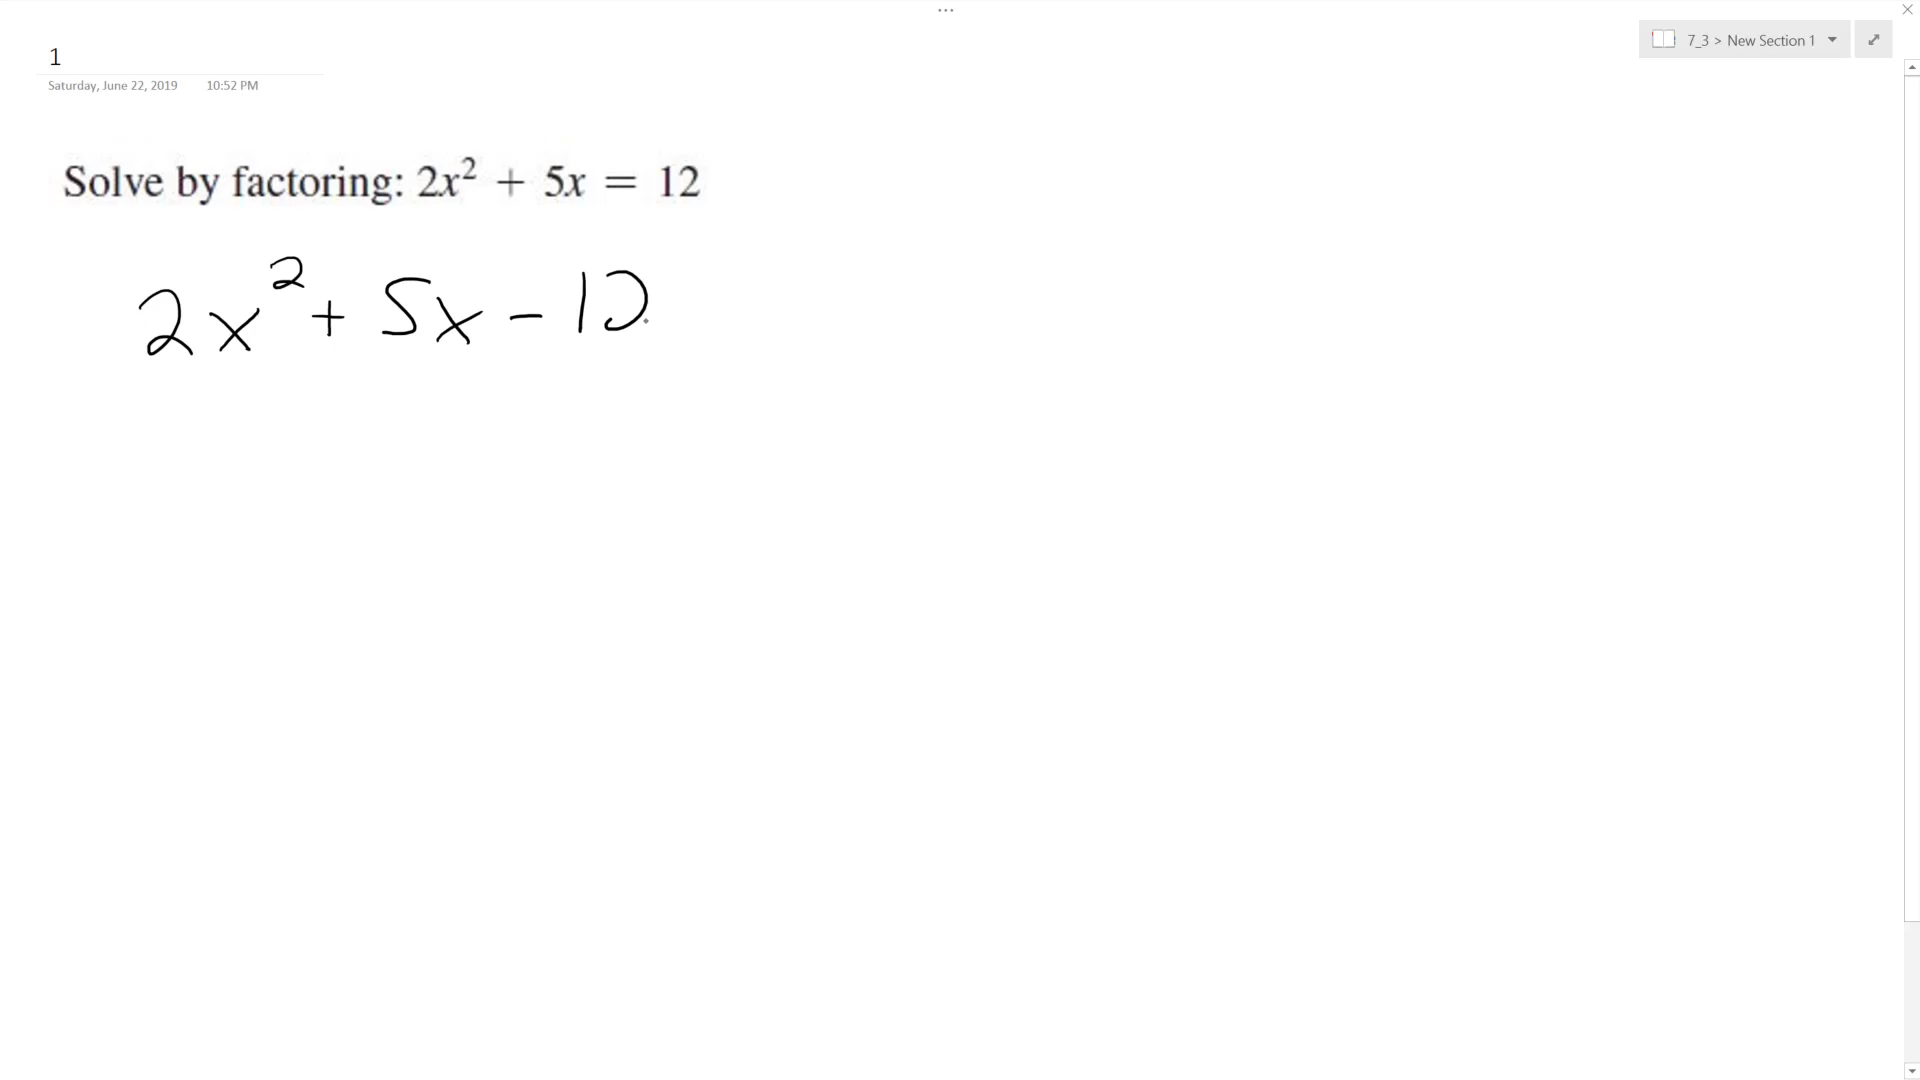 ...
7_3 > New Section 1
1
Saturday, June 22, 2019 10:52 PM
Solve by factoring: 2x² + 5x = 12
2x² + 5x - 12